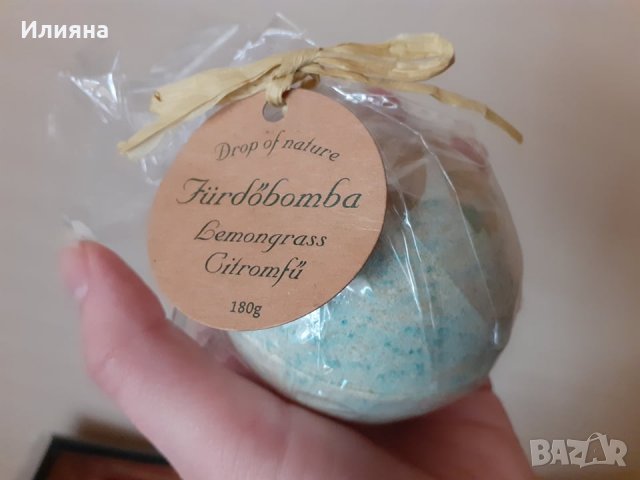 Илияна
Drop of nature
Fürdőbomba
Lemongrass
Citromfű
180g
BAZAR